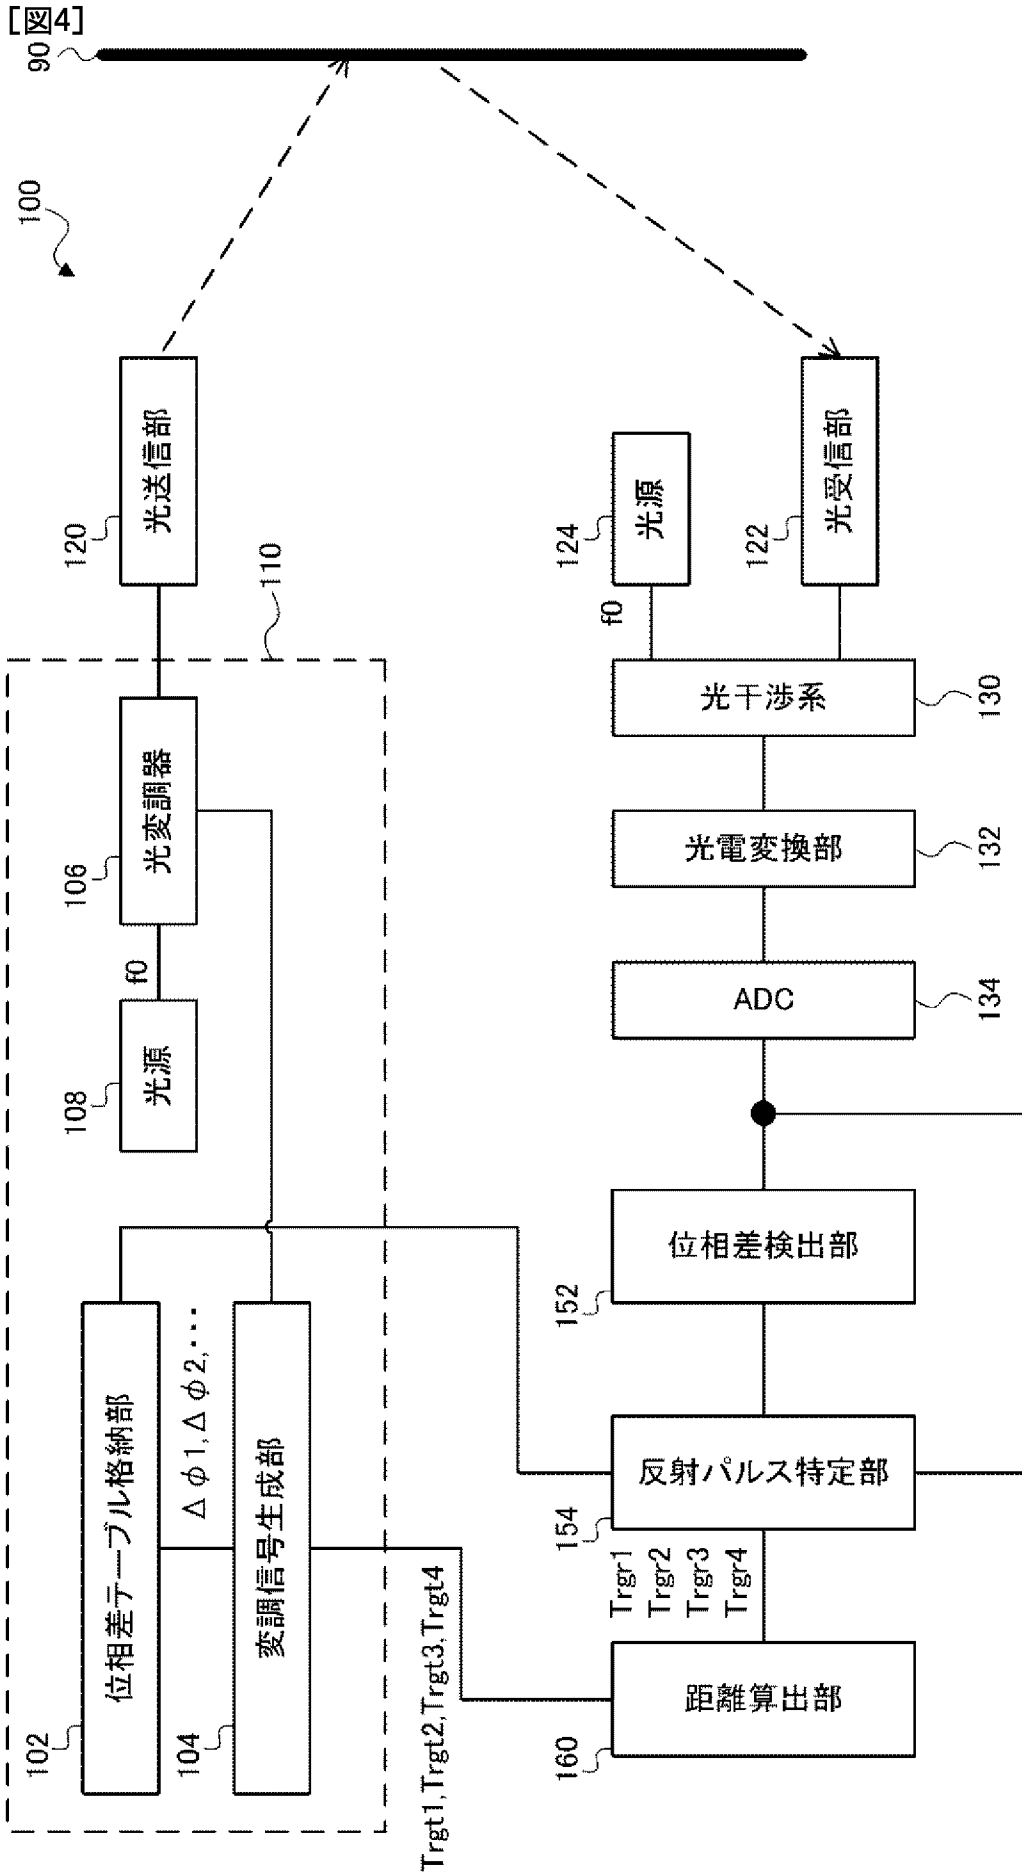 [図4]
90
100
光送信部
120
光源
124
f0
光受信部
122
110
光干渉系
130
光変調器
106
光電変換部
132
f0
光源
108
ADC
134
位相差検出部
152
位相差テーブル格納部
102
Δφ1,Δφ2,・・・
変調信号生成部
104
反射パルス特定部
154
Trgr1
Trgr2
Trgr3
Trgr4
Trgt1,Trgt2,Trgt3,Trgt4
距離算出部
160